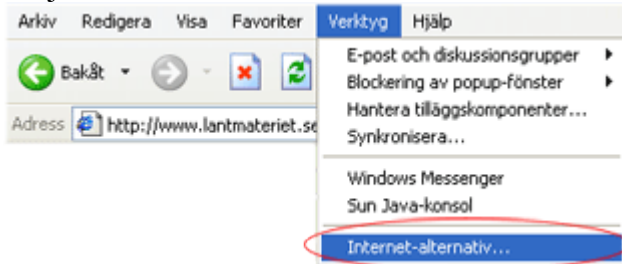 Arkiv Redigera Visa Favoriter Verktyg Hjälp
Bakåt
Adress http://www.lantmateriet.se
E-post och diskussionsgrupper
Blockering av popup-fönster
Hantera tilläggskomponenter...
Synkronisera...
Windows Messenger
Sun Java-konsol
Internet-alternativ...